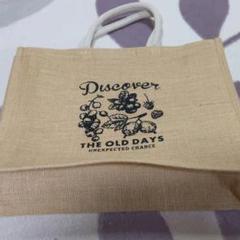 Discover
THE OLD DAYS
UNEXPECTED CHANCE